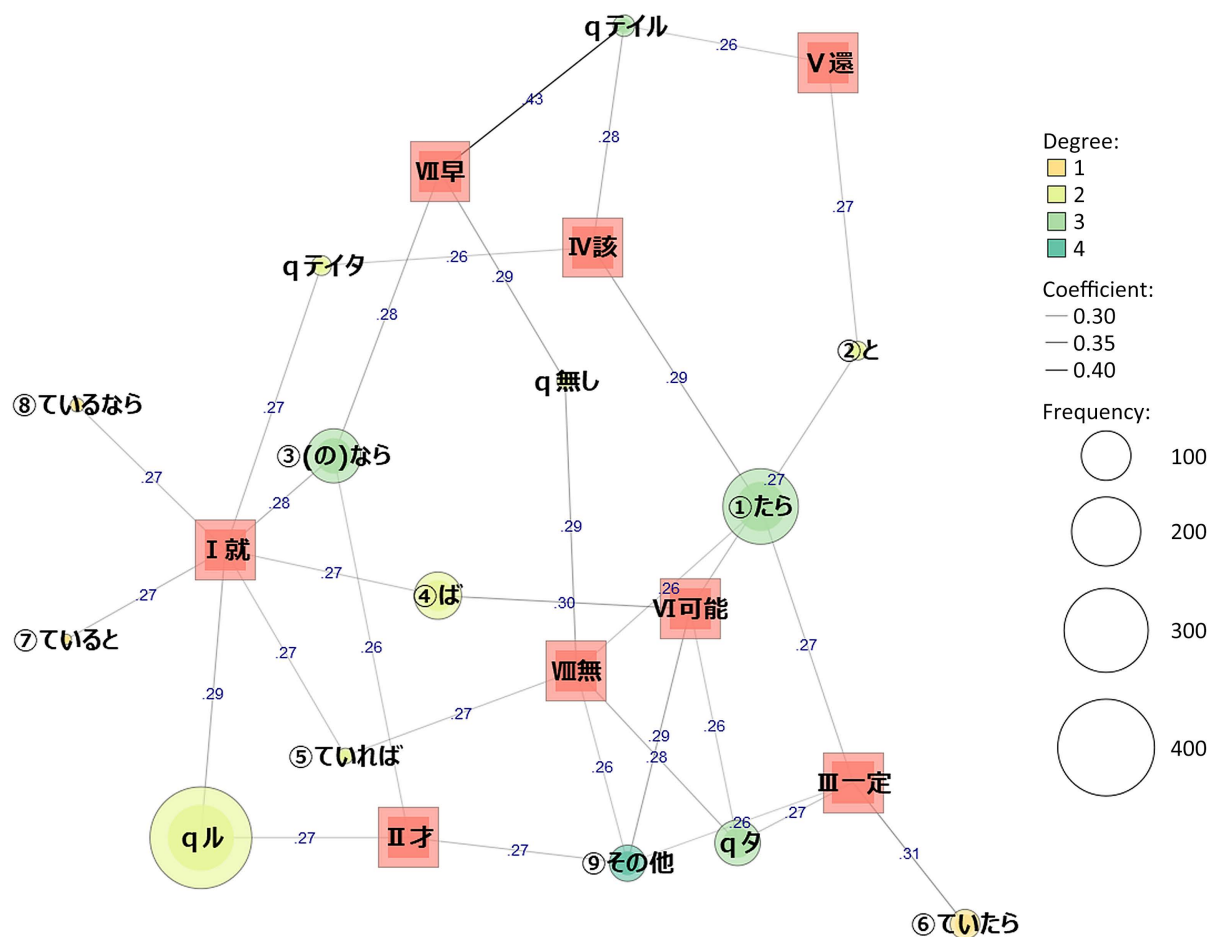 qテイル
.26
Ⅴ還
.43
.28
Ⅶ早
.27
Ⅳ該
qテイタ
.26
.29
.28
②と
q無し
.29
⑧ているなら
.27
③(の)なら
.27
.28
.27
①たら
.29
Ⅰ就
.27
④ば
.30
.26
Ⅵ可能
.27
⑦ていると
.27
.26
.27
Ⅷ無
.29
.27
.26
⑤ていれば
.29
.28
.26
Ⅲ一定
.27
qル
.27
Ⅱ才
.27
⑨その他
.26
qタ
.31
⑥ていたら
Degree:
1
2
3
4
Coefficient:
0.30
0.35
0.40
Frequency:
100
200
300
400